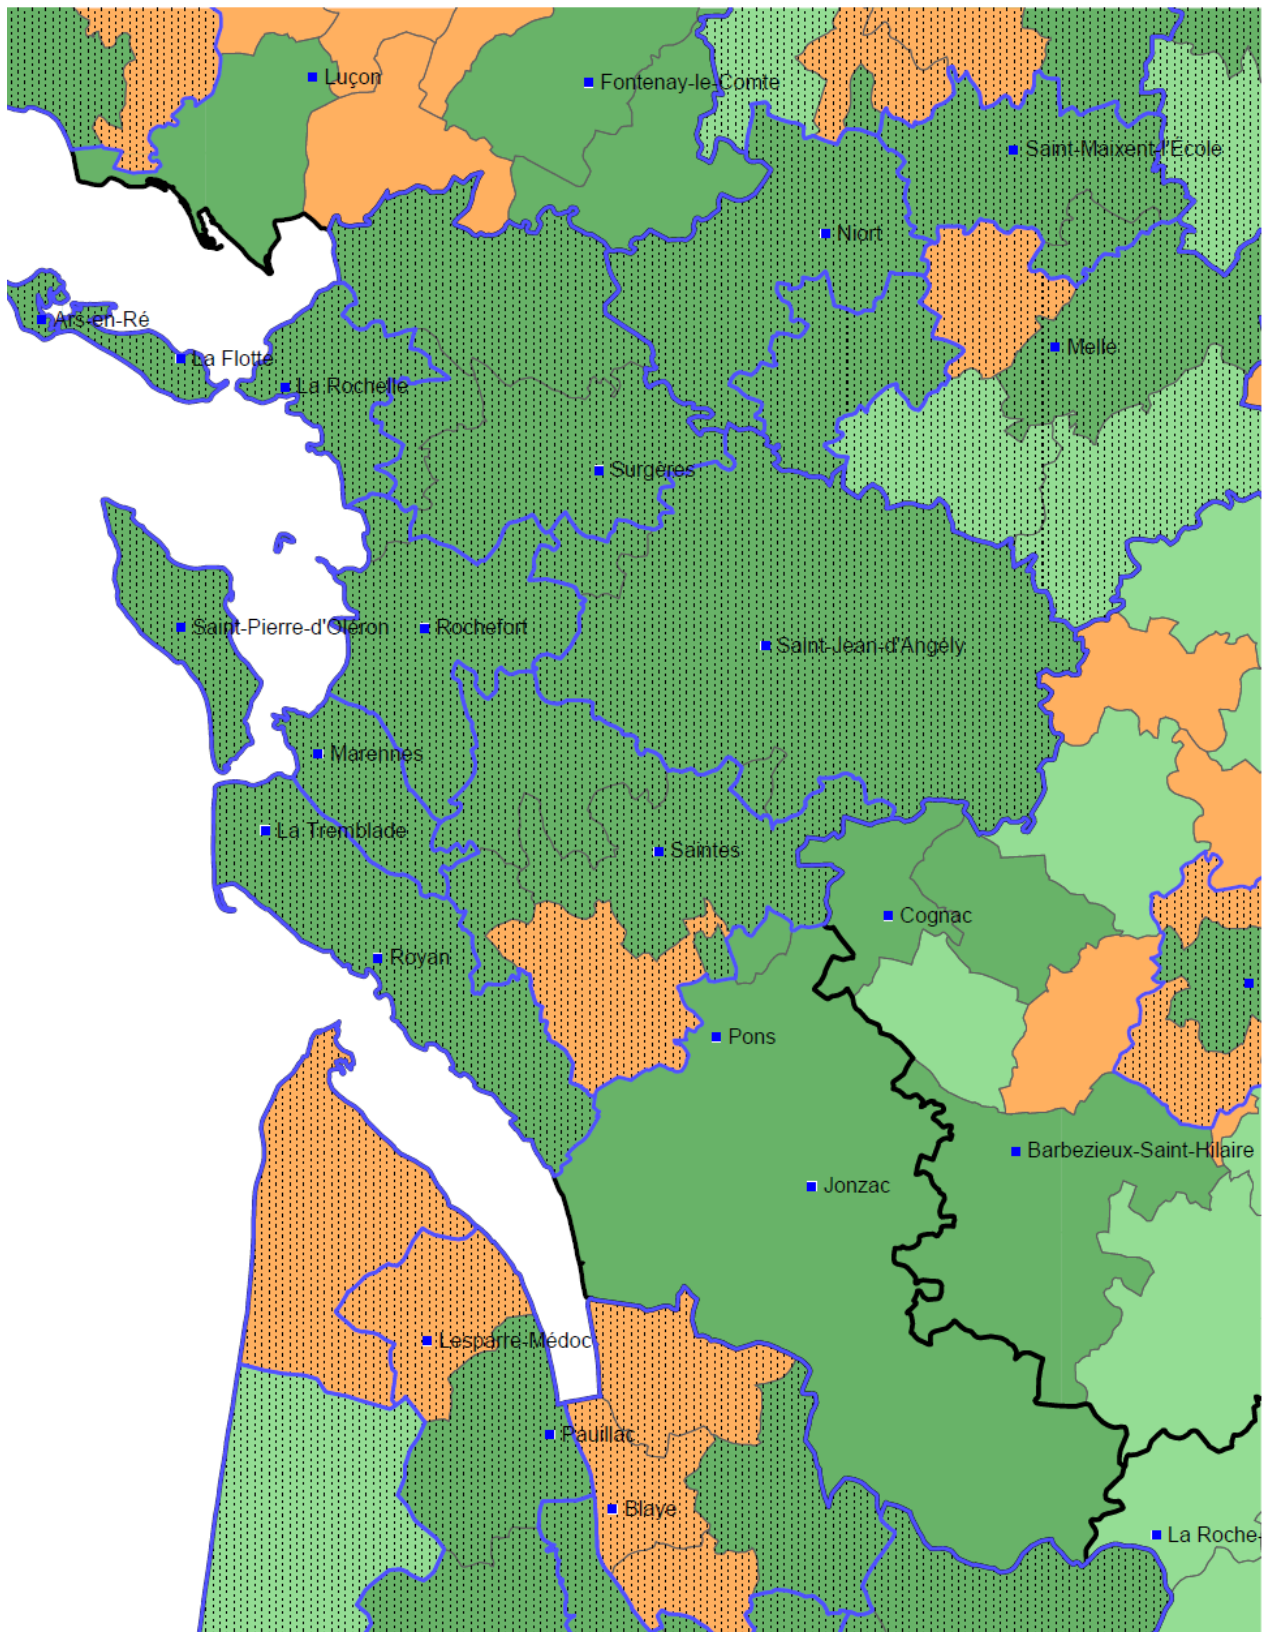 Luçon
Fontenay-le-Comte
Saint-Maixent-l'École
Niort
Ars-en-Ré
Melle
La Flotte
La Rochelle
Surgères
Saint-Pierre-d'Oléron
Rochefort
Saint-Jean-d'Angély
Marennes
La Tremblade
Saintes
Cognac
Royan
Pons
Barbezieux-Saint-Hilaire
Jonzac
Lesparre-Médoc
Pauillac
Blaye
La Roche-